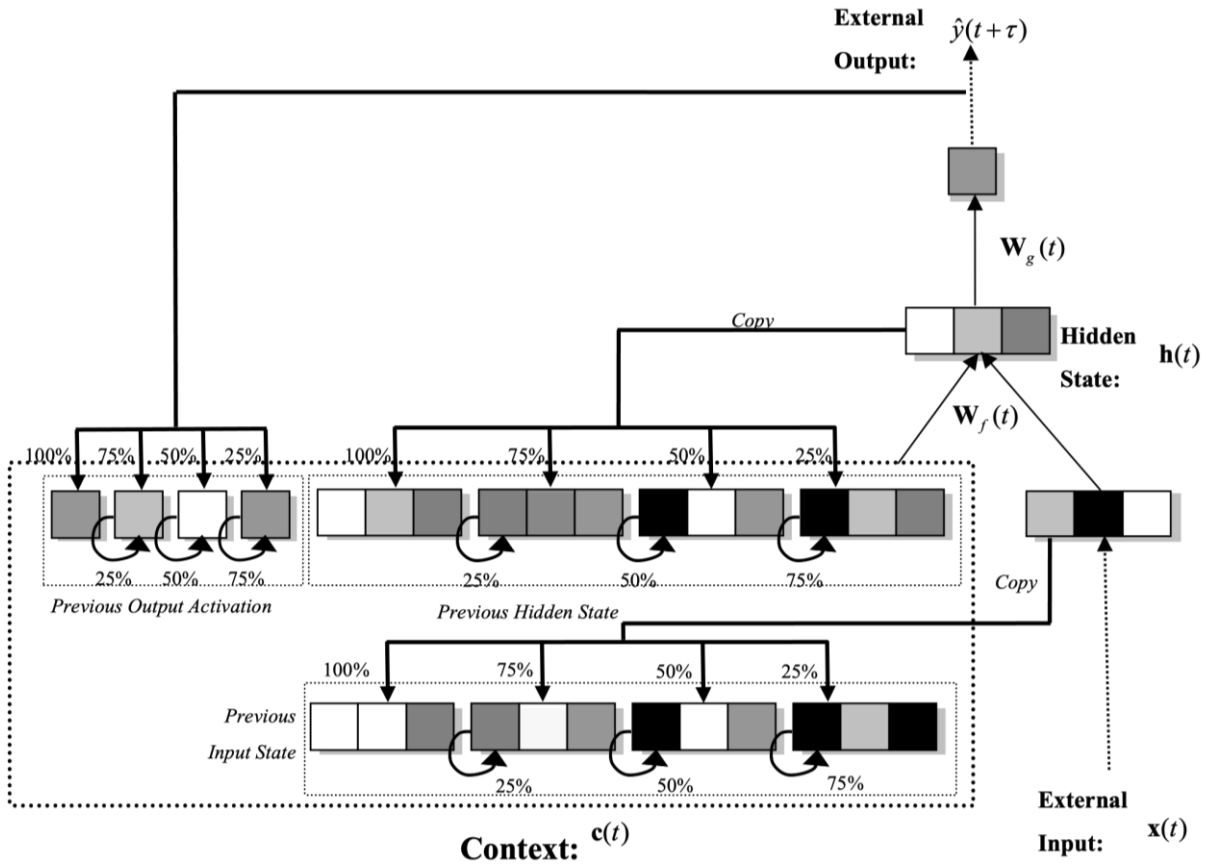 External
Output:
ŷ(t+τ)
W_g(t)
Copy
Hidden
State:
h(t)
W_f(t)
100% 75% 50% 25%
100% 75% 50% 25%
25% 50% 75%
25% 50% 75%
Previous Output Activation
Previous Hidden State
Copy
100% 75% 50% 25%
Previous
Input State
25% 50% 75%
External
Input:
x(t)
Context: c(t)